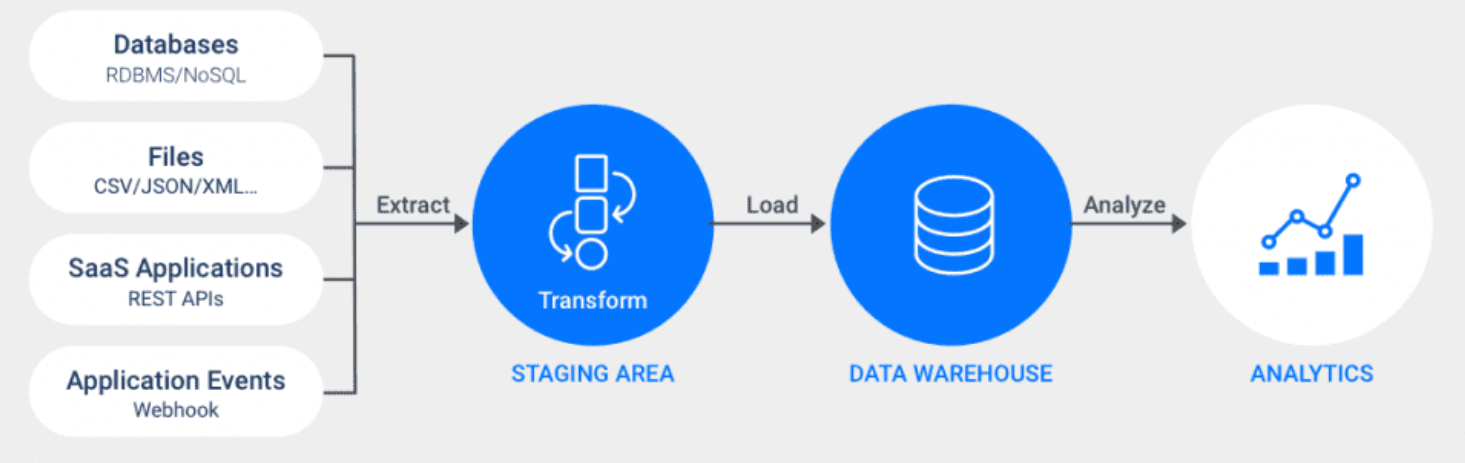 Databases
RDBMS/NoSQL
Files
CSV/JSON/XML...
SaaS Applications
REST APIs
Application Events
Webhook
Extract
Transform
STAGING AREA
Load
DATA WAREHOUSE
Analyze
ANALYTICS